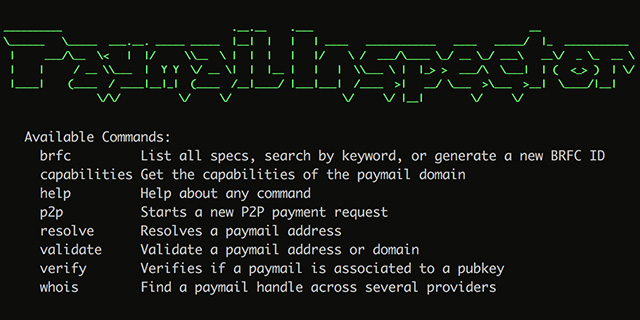 Paymail Inspector
Available Commands:
brfc List all specs, search by keyword, or generate a new BRFC ID
capabilities Get the capabilities of the paymail domain
help Help about any command
p2p Starts a new P2P payment request
resolve Resolves a paymail address
validate Validate a paymail address or domain
verify Verifies if a paymail is associated to a pubkey
whois Find a paymail handle across several providers